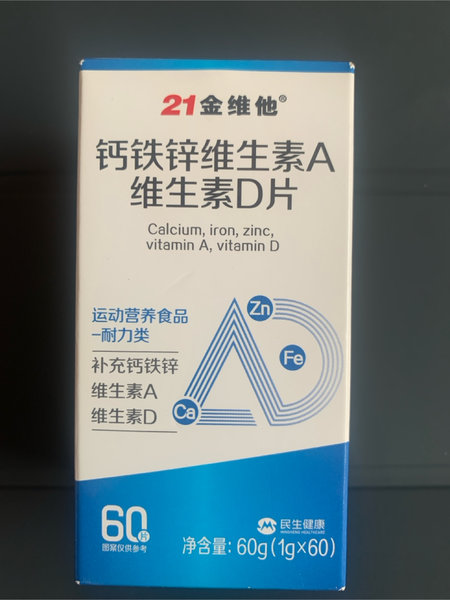 21金维他®
钙铁锌维生素A
维生素D片
Calcium, iron, zinc,
vitamin A, vitamin D
Zn
运动营养食品
-耐力类
Fe
补充钙铁锌
维生素A
维生素D
Ca
60片
图案仅供参考
民生健康
MINSHENG HEALTHCARE
净含量: 60g(1g×60)